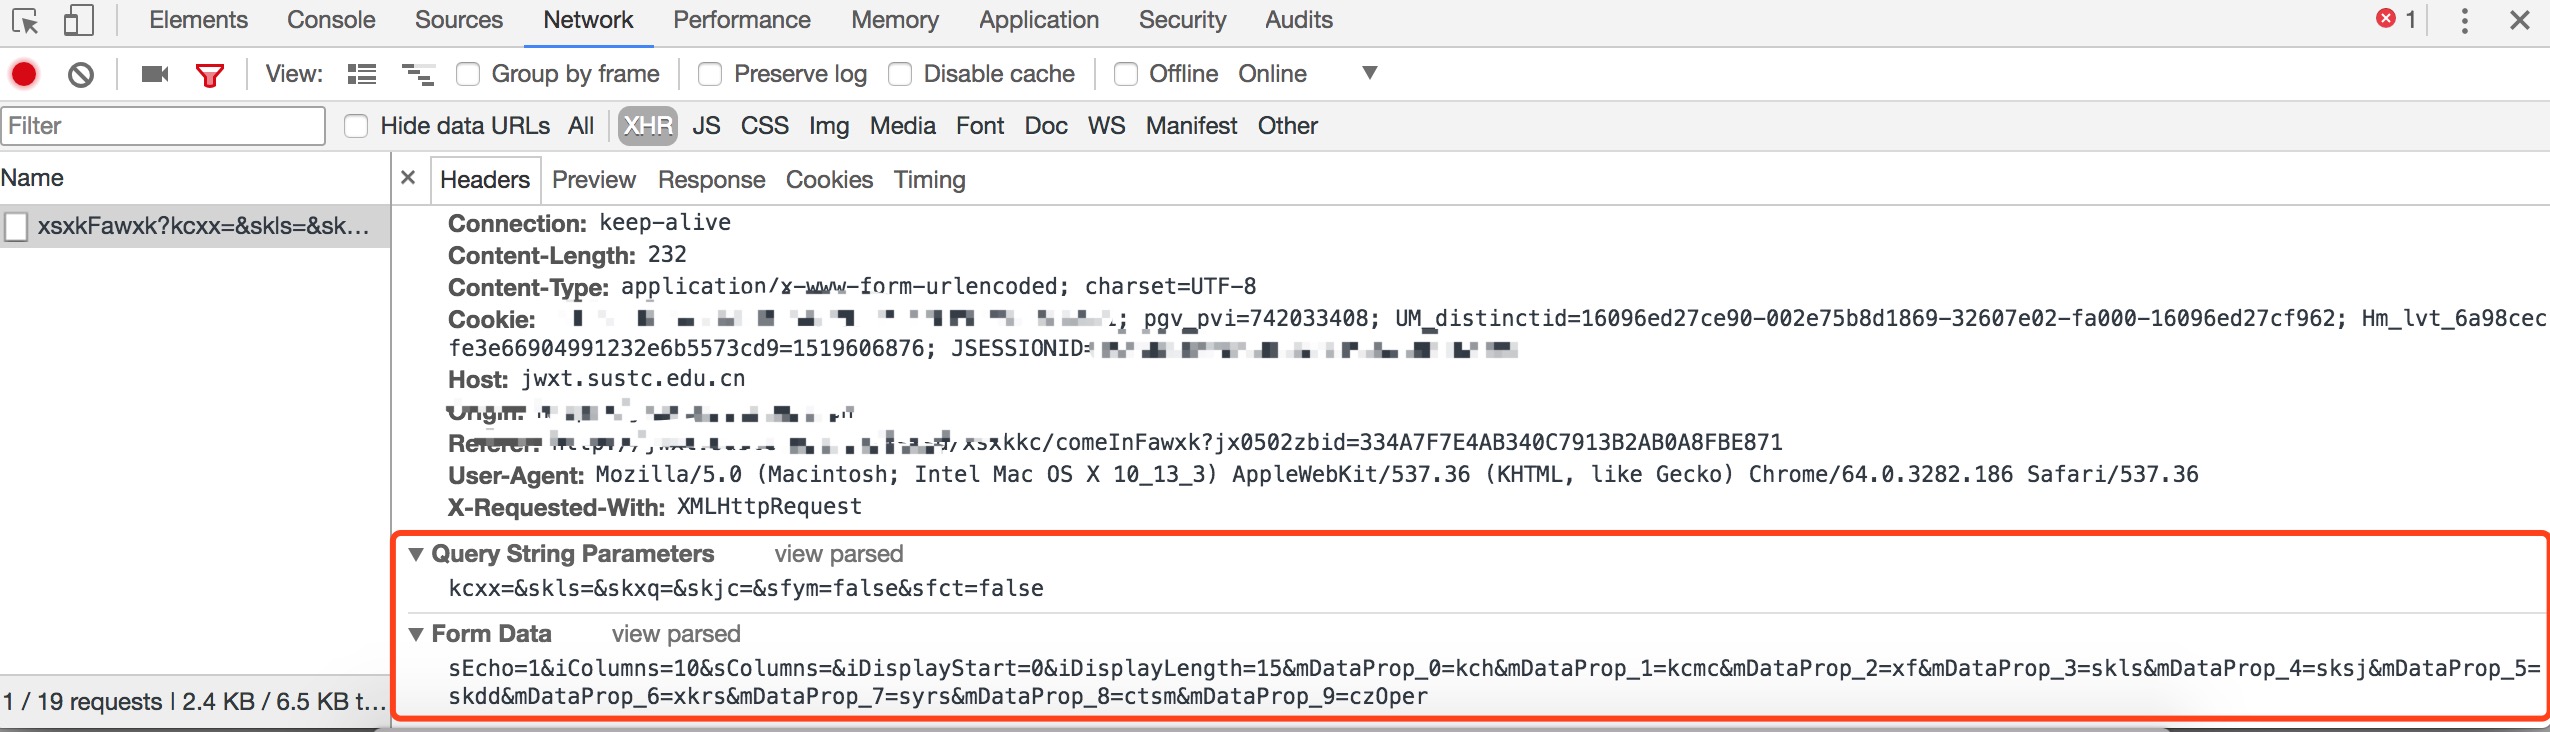 Elements Console Sources Network Performance Memory Application Security Audits 1
View: Group by frame Preserve log Disable cache Offline Online
Filter Hide data URLs All XHR JS CSS Img Media Font Doc WS Manifest Other
Name
Headers Preview Response Cookies Timing
xsxkFawxk?kcxx=&skls=&sk...
Connection: keep-alive
Content-Length: 232
Content-Type: application/x-www-form-urlencoded; charset=UTF-8
Cookie: ; pgv_pvi=742033408; UM_distinctid=16096ed27ce90-002e75b8d1869-32607e02-fa000-16096ed27cf962; Hm_lvt_6a98cec
fe3e66904991232e6b5573cd9=1519606876; JSESSIONID=
Host: jwxt.sustc.edu.cn
Origin:
Referer: /xsxkkc/comeInFawxk?jx0502zbid=334A7F7E4AB340C7913B2AB0A8FBE871
User-Agent: Mozilla/5.0 (Macintosh; Intel Mac OS X 10_13_3) AppleWebKit/537.36 (KHTML, like Gecko) Chrome/64.0.3282.186 Safari/537.36
X-Requested-With: XMLHttpRequest
Query String Parameters view parsed
kcxx=&skls=&skxq=&skjc=&sfym=false&sfct=false
Form Data view parsed
sEcho=1&iColumns=10&sColumns=&iDisplayStart=0&iDisplayLength=15&mDataProp_0=kch&mDataProp_1=kcmc&mDataProp_2=xf&mDataProp_3=skls&mDataProp_4=sksj&mDataProp_5=
skdd&mDataProp_6=xkrs&mDataProp_7=syrs&mDataProp_8=ctsm&mDataProp_9=czOper
1 / 19 requests | 2.4 KB / 6.5 KB t...